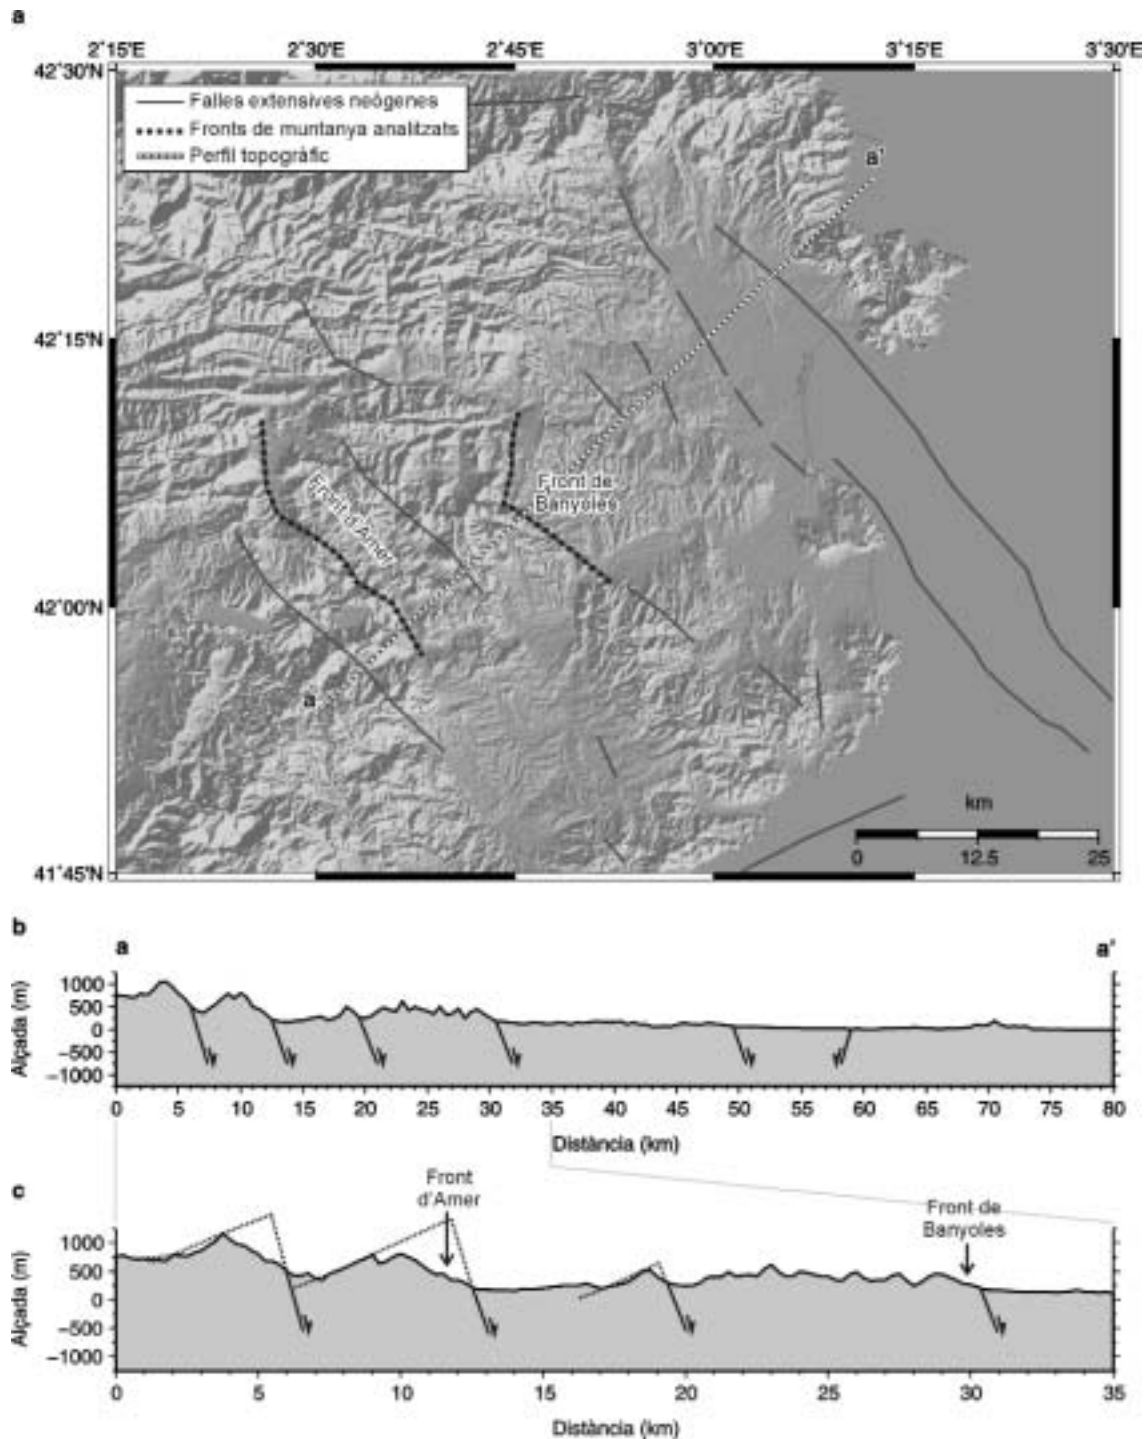 a
2°15'E 2°30'E 2°45'E 3°00'E 3°15'E 3°30'E
42°30'N
Falles extensives neògenes
Fronts de muntanya analitzats
Perfil topogràfic
a'
42°15'N
Front d'Amer
Front de
Banyoles
42°00'N
a
km
0 12.5 25
41°45'N
b
a a'
Alçada (m)
1000
500
0
−500
−1000
0 5 10 15 20 25 30 35 40 45 50 55 60 65 70 75 80
Distància (km)
c
Front
d'Amer
Front de
Banyoles
Alçada (m)
1000
500
0
−500
−1000
0 5 10 15 20 25 30 35
Distància (km)